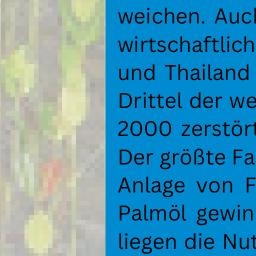 weichen. Auch
wirtschaftlich
und Thailand
Drittel der we
2000 zerstört
Der größte Fa
Anlage von F
Palmöl gewin
liegen die Nut